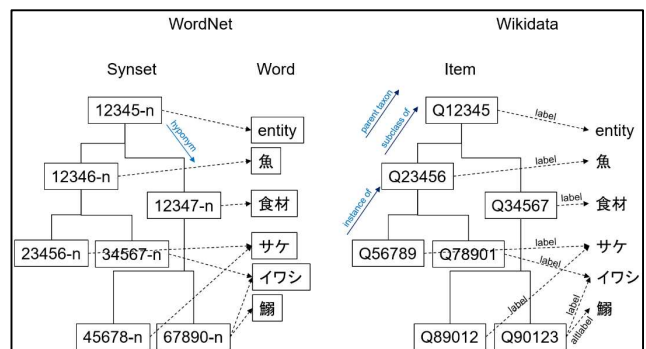 WordNet
Wikidata
Synset
Word
Item
12345-n
hyponym
entity
12346-n
魚
12347-n
食材
23456-n
34567-n
サケ
イワシ
鰯
45678-n
67890-n
parent taxon
subclass of
instance of
Q12345
label
entity
Q23456
label
魚
Q34567
label
食材
Q56789
Q78901
label
サケ
label
イワシ
label
label
鰯
altlabel
Q89012
Q90123